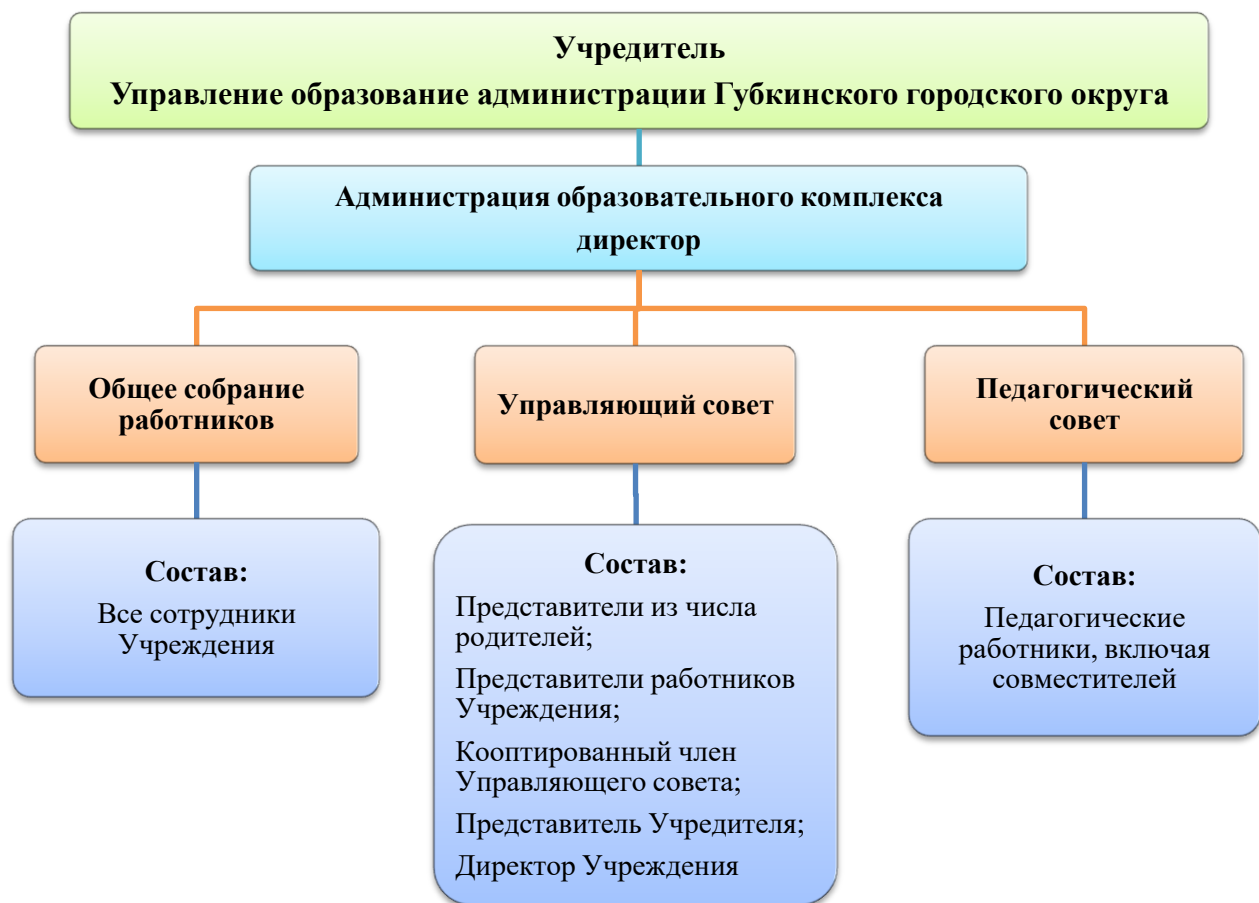 Учредитель
Управление образование администрации Губкинского городского округа
Администрация образовательного комплекса
директор
Общее собрание
работников
Управляющий совет
Педагогический
совет
Состав:
Все сотрудники
Учреждения
Состав:
Представители из числа
родителей;
Представители работников
Учреждения;
Кооптированный член
Управляющего совета;
Представитель Учредителя;
Директор Учреждения
Состав:
Педагогические
работники, включая
совместителей